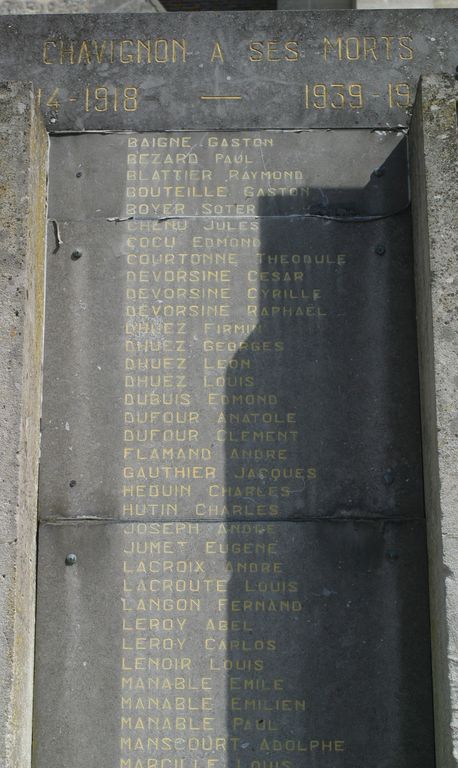 CHAVIGNON A SES MORTS
14-1918 — 1939-19
BAIGNE GASTON
BEZARD PAUL
BLATTIER RAYMOND
BOUTEILLE GASTON
BOYER SOTER
CHENU JULES
COCU EDMOND
COURTONNE THEODULE
DEVORSINE CESAR
DEVORSINE CYRILLE
DEVORSINE RAPHAEL
DHUEZ FIRMIN
DHUEZ GEORGES
DHUEZ LEON
DHUEZ LOUIS
DUBUIS EDMOND
DUFOUR ANATOLE
DUFOUR CLEMENT
FLAMAND ANDRE
GAUTHIER JACQUES
HEDUIN CHARLES
HUTIN CHARLES
JOSEPH ANDRE
JUMET EUGENE
LACROIX ANDRE
LACROUTE LOUIS
LANGON FERNAND
LEROY ABEL
LEROY CARLOS
LENOIR LOUIS
MANABLE EMILE
MANABLE EMILIEN
MANABLE PAUL
MANSCOURT ADOLPHE
MARCILLE LOUIS